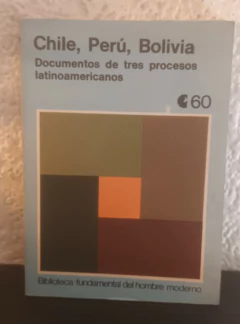 Chile, Perú, Bolivia
Documentos de tres procesos
latinoamericanos
60
Biblioteca fundamental del hombre moderno